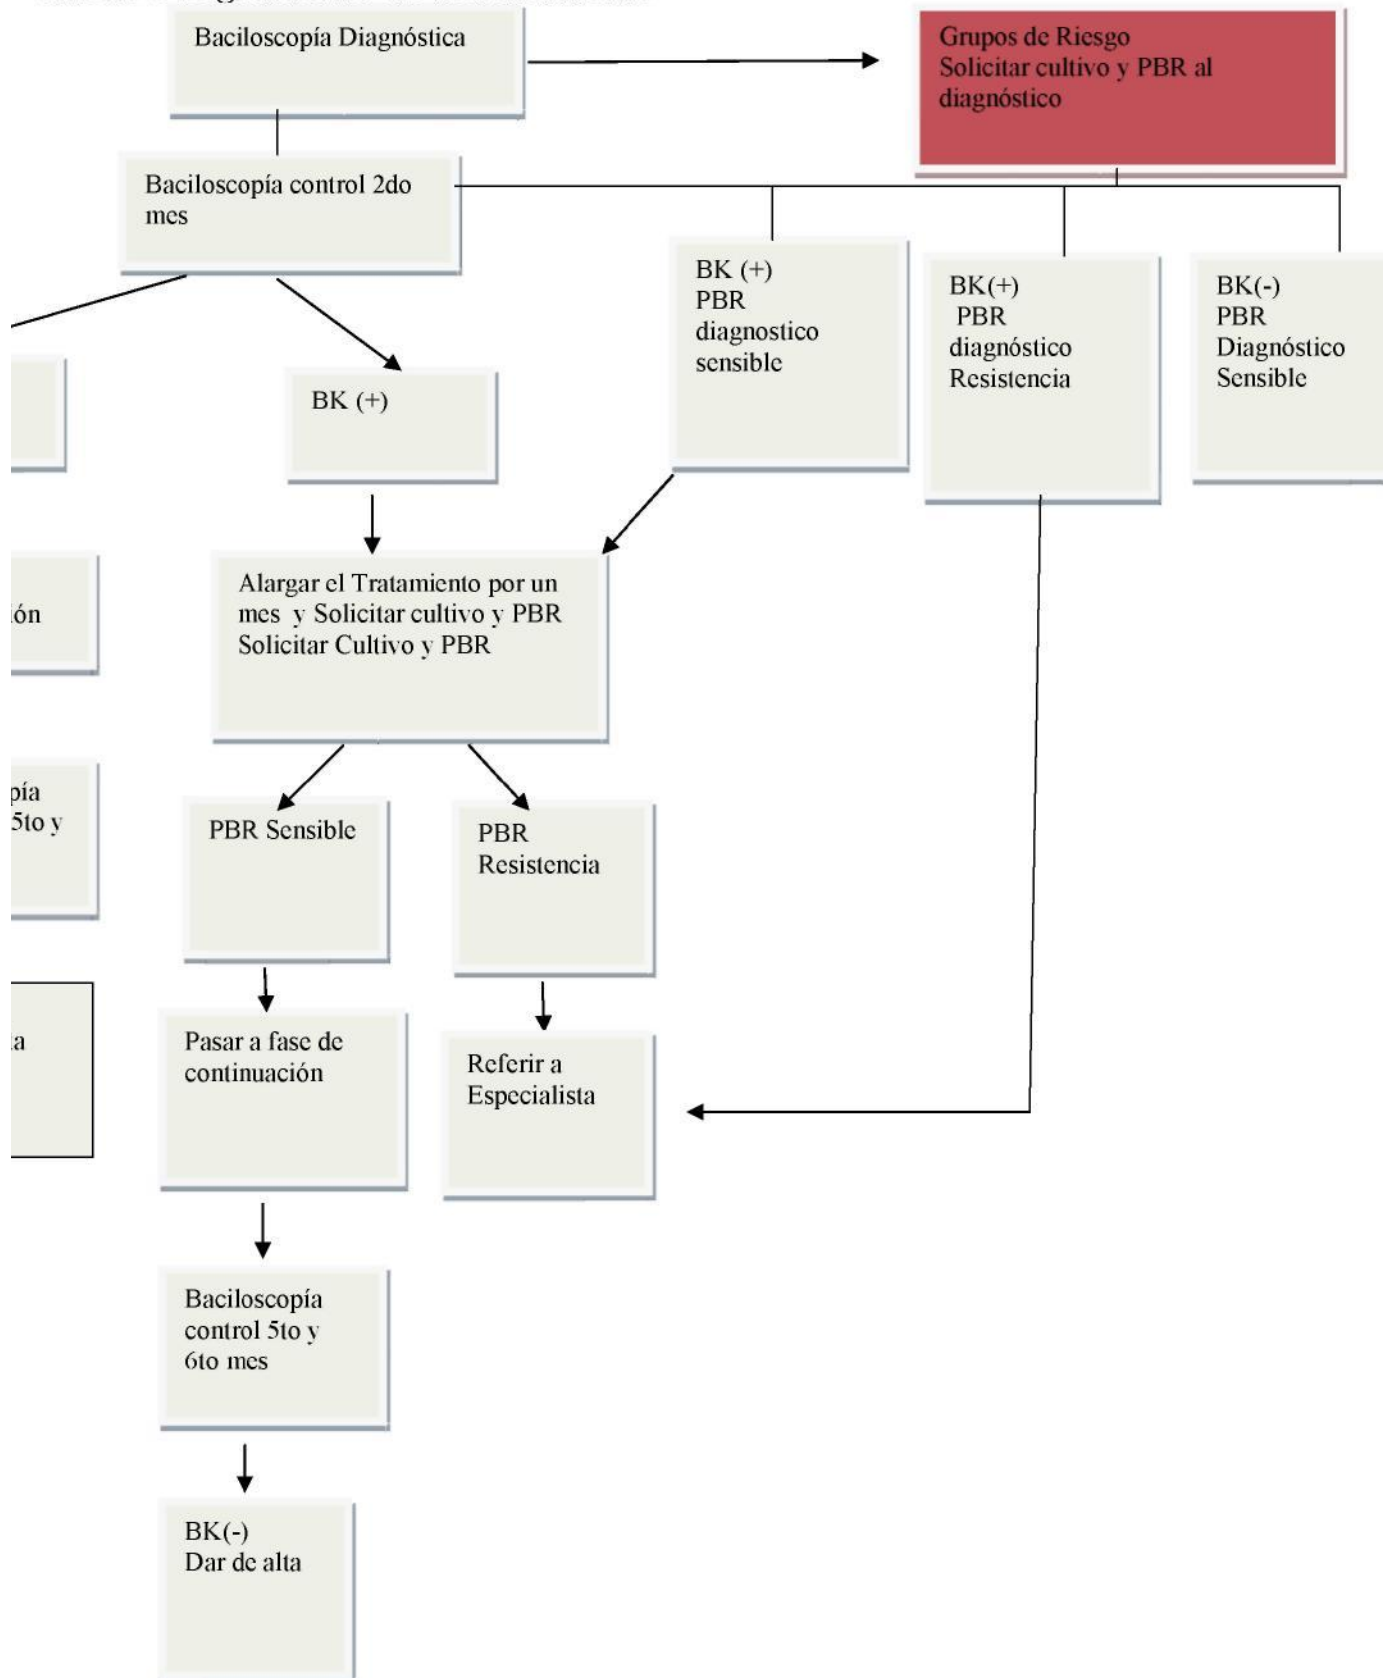 Baciloscopía Diagnóstica
Grupos de Riesgo
Solicitar cultivo y PBR al
diagnóstico
Baciloscopía control 2do
mes
BK (+)
PBR
diagnostico
sensible
BK(+)
PBR
diagnóstico
Resistencia
BK(-)
PBR
Diagnóstico
Sensible
BK (+)
Alargar el Tratamiento por un
mes y Solicitar cultivo y PBR
Solicitar Cultivo y PBR
ión
pía
5to y
PBR Sensible
PBR
Resistencia
Pasar a fase de
continuación
Referir a
Especialista
Baciloscopía
control 5to y
6to mes
BK(-)
Dar de alta